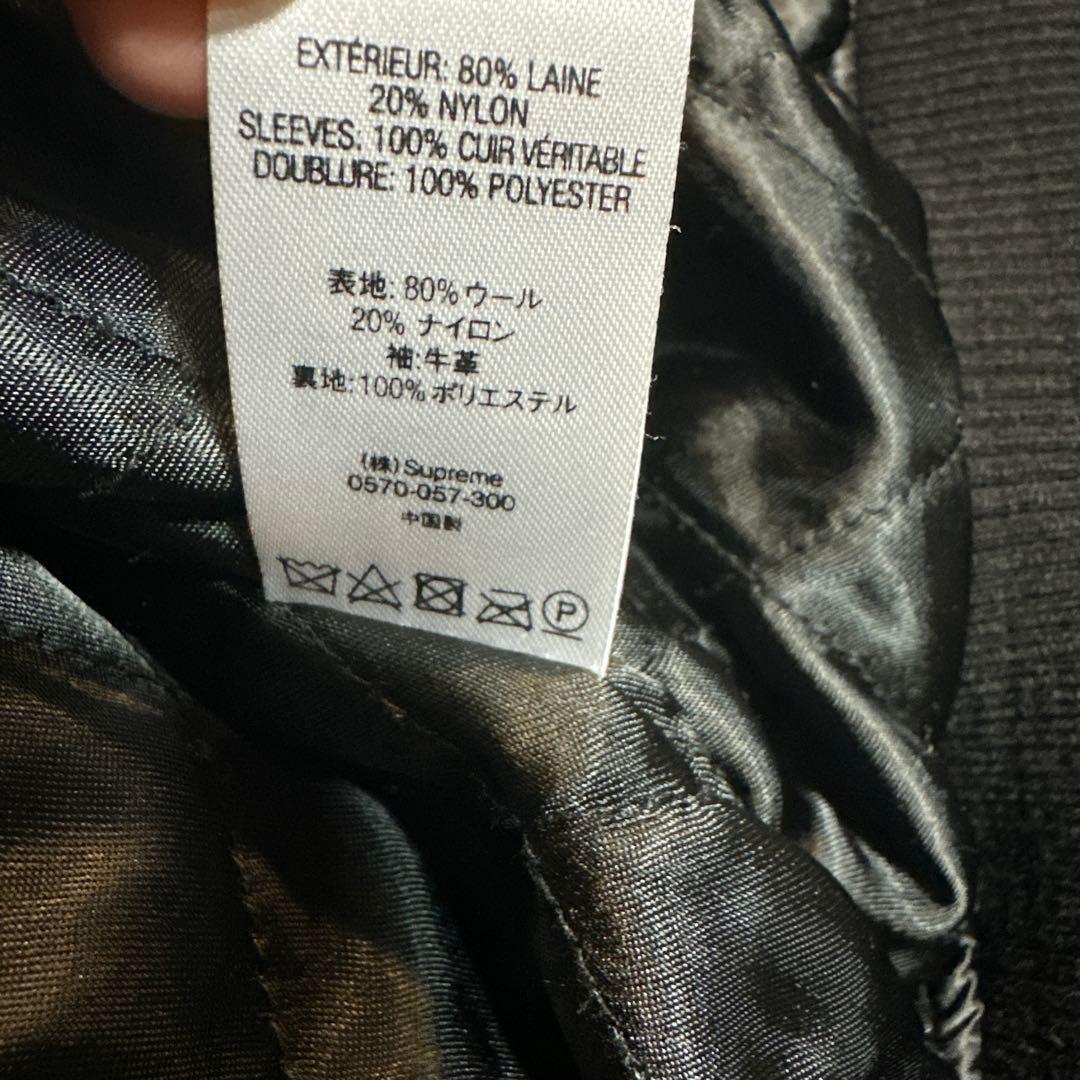 EXTÉRIEUR: 80% LAINE
20% NYLON
SLEEVES. 100% CUIR VÉRITABLE
DOUBLURE: 100% POLYESTER
表地: 80%ウール
20% ナイロン
袖:牛革
裏地:100%ポリエステル
(株)Supreme
0570-057-300
中国製
P